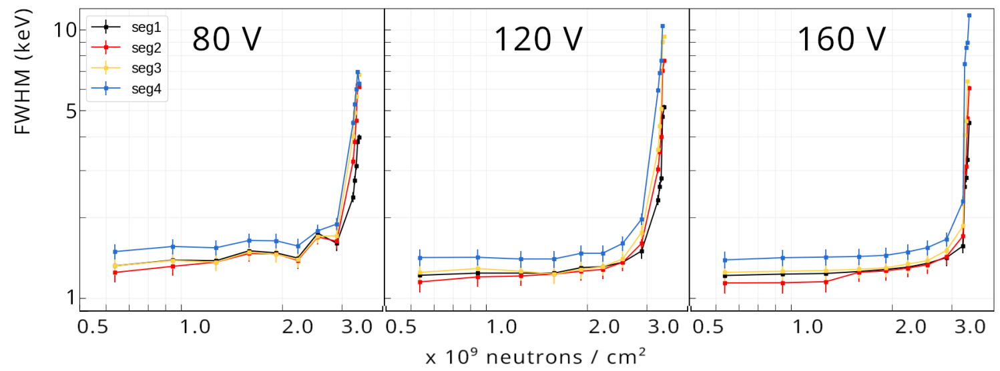 FWHM (keV)
10
5
1
seg1
seg2
seg3
seg4
80 V
120 V
160 V
0.5 1.0 2.0 3.0 0.5 1.0 2.0 3.0 0.5 1.0 2.0 3.0
x 10⁹ neutrons / cm²